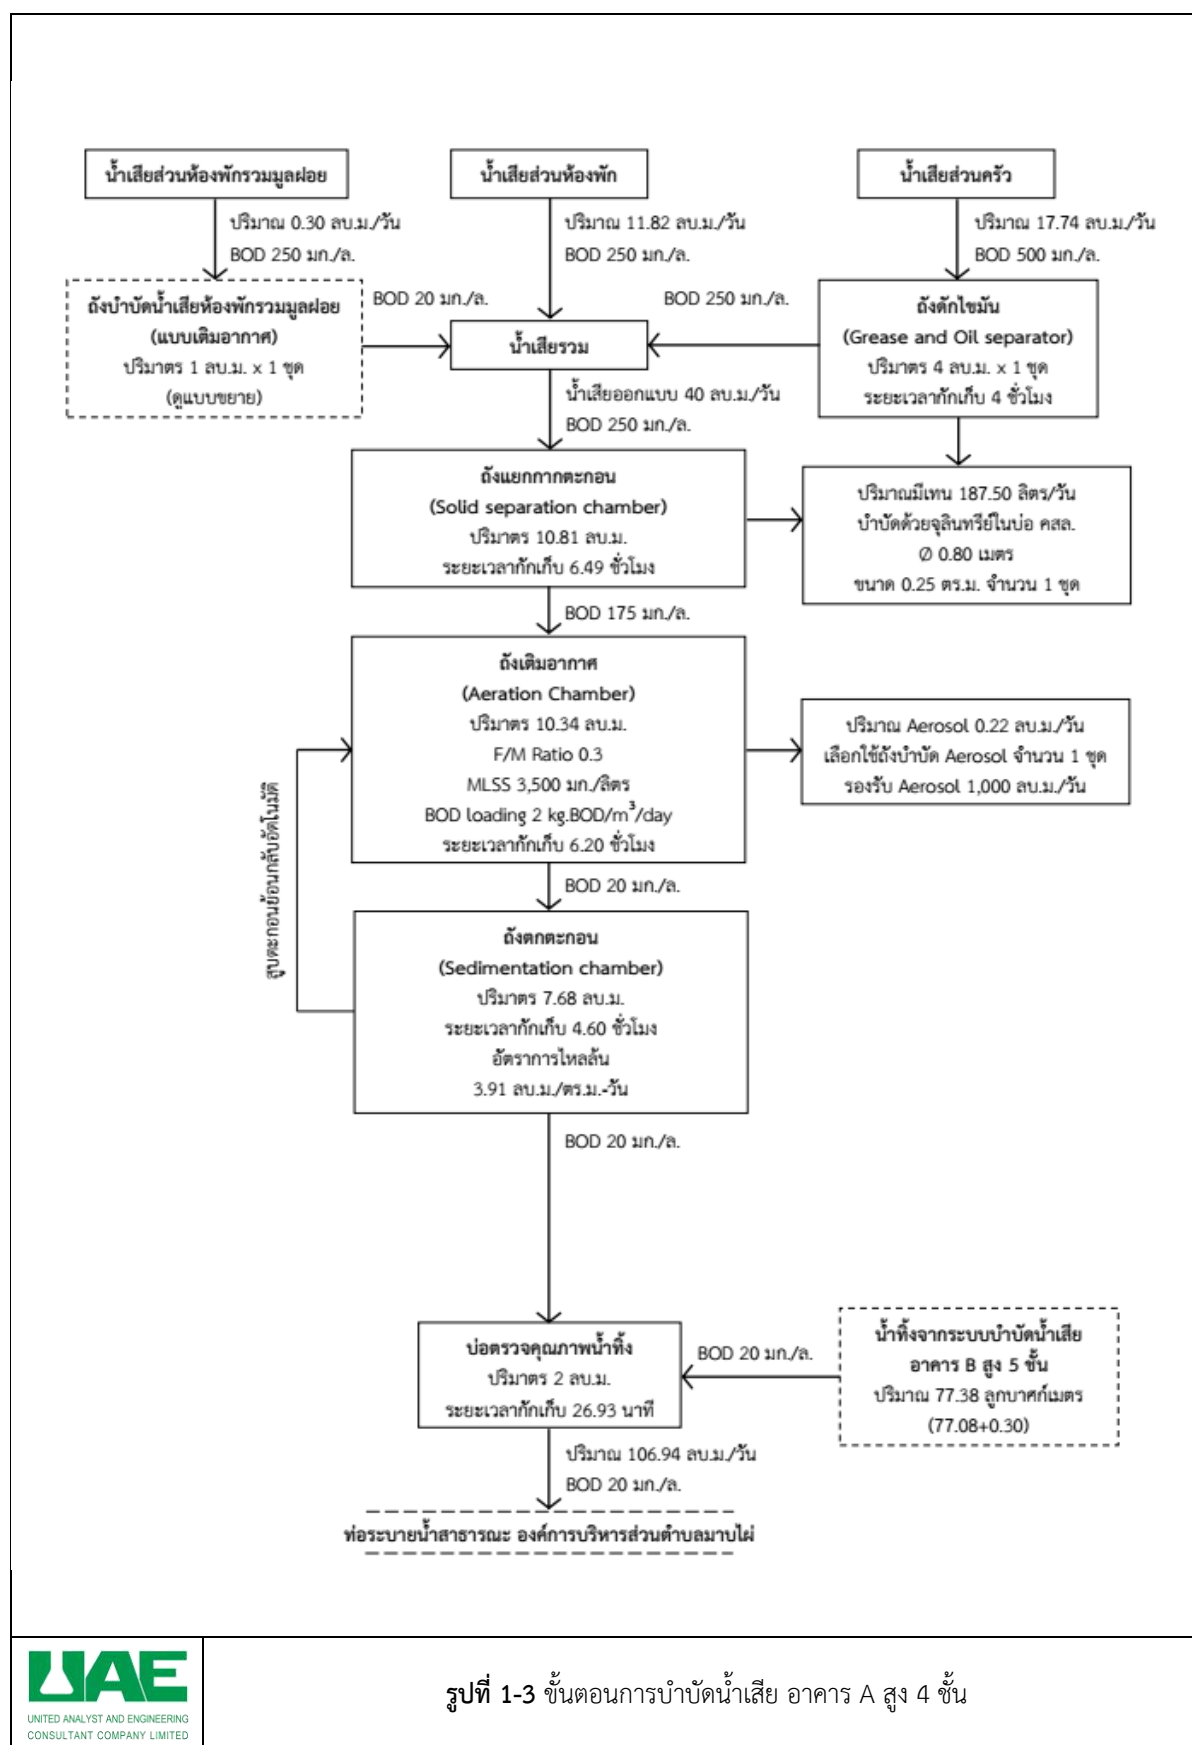 น้ำเสียส่วนห้องพักรวมมูลฝอย
น้ำเสียส่วนห้องพัก
น้ำเสียส่วนครัว
ปริมาณ 0.30 ลบ.ม./วัน
BOD 250 มก./ล.
ปริมาณ 11.82 ลบ.ม./วัน
BOD 250 มก./ล.
ปริมาณ 17.74 ลบ.ม./วัน
BOD 500 มก./ล.
ถังบำบัดน้ำเสียห้องพักรวมมูลฝอย
(แบบเติมอากาศ)
ปริมาตร 1 ลบ.ม. x 1 ชุด
(ดูแบบขยาย)
BOD 20 มก./ล.
น้ำเสียรวม
BOD 250 มก./ล.
ถังดักไขมัน
(Grease and Oil separator)
ปริมาตร 4 ลบ.ม. x 1 ชุด
ระยะเวลากักเก็บ 4 ชั่วโมง
น้ำเสียออกแบบ 40 ลบ.ม./วัน
BOD 250 มก./ล.
ถังแยกกากตะกอน
(Solid separation chamber)
ปริมาตร 10.81 ลบ.ม.
ระยะเวลากักเก็บ 6.49 ชั่วโมง
ปริมาณมีเทน 187.50 ลิตร/วัน
บำบัดด้วยจุลินทรีย์ในบ่อ คสล.
Ø 0.80 เมตร
ขนาด 0.25 ตร.ม. จำนวน 1 ชุด
BOD 175 มก./ล.
ถังเติมอากาศ
(Aeration Chamber)
ปริมาตร 10.34 ลบ.ม.
F/M Ratio 0.3
MLSS 3,500 มก./ลิตร
BOD loading 2 kg.BOD/m³/day
ระยะเวลากักเก็บ 6.20 ชั่วโมง
ปริมาณ Aerosol 0.22 ลบ.ม./วัน
เลือกใช้ถังบำบัด Aerosol จำนวน 1 ชุด
รองรับ Aerosol 1,000 ลบ.ม./วัน
สูบตะกอนย้อนกลับอัตโนมัติ
BOD 20 มก./ล.
ถังตกตะกอน
(Sedimentation chamber)
ปริมาตร 7.68 ลบ.ม.
ระยะเวลากักเก็บ 4.60 ชั่วโมง
อัตราการไหลล้น
3.91 ลบ.ม./ตร.ม.-วัน
BOD 20 มก./ล.
บ่อตรวจคุณภาพน้ำทิ้ง
ปริมาตร 2 ลบ.ม.
ระยะเวลากักเก็บ 26.93 นาที
BOD 20 มก./ล.
น้ำทิ้งจากระบบบำบัดน้ำเสีย
อาคาร B สูง 5 ชั้น
ปริมาณ 77.38 ลูกบาศก์เมตร
(77.08+0.30)
ปริมาณ 106.94 ลบ.ม./วัน
BOD 20 มก./ล.
ท่อระบายน้ำสาธารณะ องค์การบริหารส่วนตำบลมาบไผ่
UAE
UNITED ANALYST AND ENGINEERING
CONSULTANT COMPANY LIMITED
รูปที่ 1-3 ขั้นตอนการบำบัดน้ำเสีย อาคาร A สูง 4 ชั้น